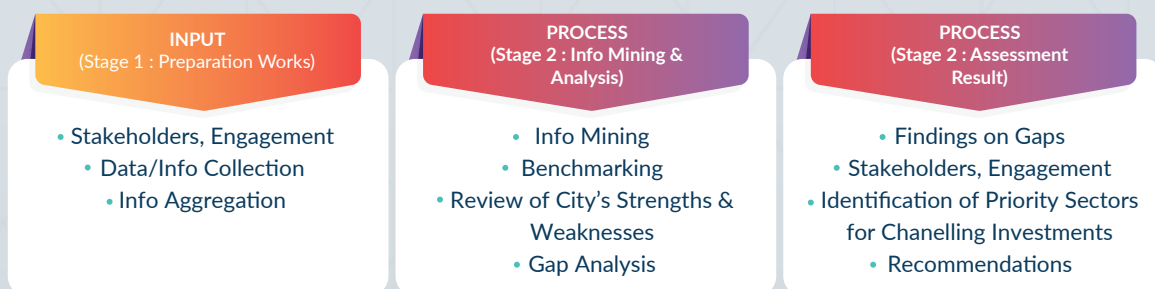 INPUT
(Stage 1 : Preparation Works)
• Stakeholders, Engagement
• Data/Info Collection
• Info Aggregation
PROCESS
(Stage 2 : Info Mining &
Analysis)
• Info Mining
• Benchmarking
• Review of City’s Strengths &
Weaknesses
• Gap Analysis
PROCESS
(Stage 2 : Assessment
Result)
• Findings on Gaps
• Stakeholders, Engagement
• Identification of Priority Sectors
for Chanelling Investments
• Recommendations